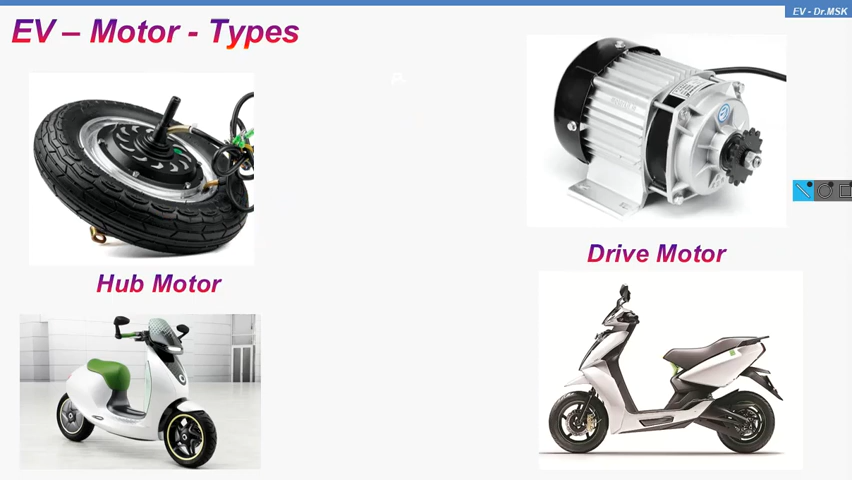 EV - Dr.MSK
EV – Motor - Types
Hub Motor
Drive Motor